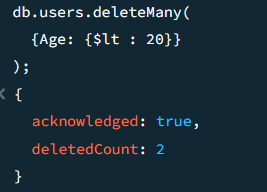 db.users.deleteMany(
{Age: {$lt : 20}}
);
< {
acknowledged: true,
deletedCount: 2
}